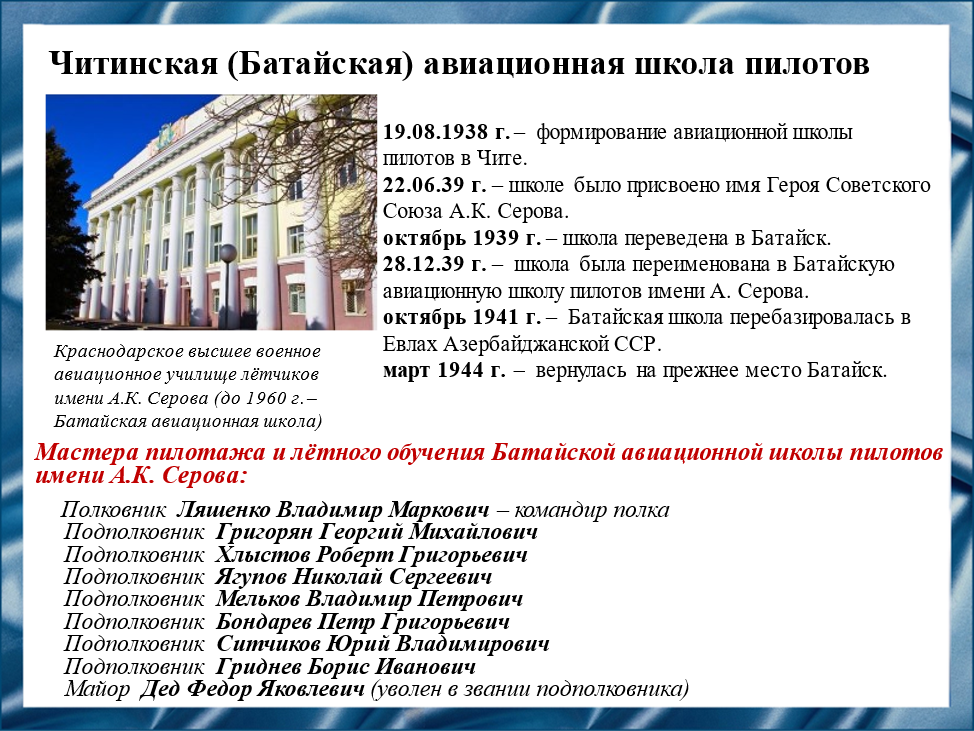 Читинская (Батайская) авиационная школа пилотов
19.08.1938 г. – формирование авиационной школы
пилотов в Чите.
22.06.39 г. – школе было присвоено имя Героя Советского
Союза А.К. Серова.
октябрь 1939 г. – школа переведена в Батайск.
28.12.39 г. – школа была переименована в Батайскую
авиационную школу пилотов имени А. Серова.
октябрь 1941 г. – Батайская школа перебазировалась в
Евлах Азербайджанской ССР.
март 1944 г. – вернулась на прежнее место Батайск.
Краснодарское высшее военное
авиационное училище лётчиков
имени А.К. Серова (до 1960 г. –
Батайская авиационная школа)
Мастера пилотажа и лётного обучения Батайской авиационной школы пилотов
имени А.К. Серова:
Полковник Ляшенко Владимир Маркович – командир полка
Подполковник Григорян Георгий Михайлович
Подполковник Хлыстов Роберт Григорьевич
Подполковник Ягупов Николай Сергеевич
Подполковник Мельков Владимир Петрович
Подполковник Бондарев Петр Григорьевич
Подполковник Ситчиков Юрий Владимирович
Подполковник Гриднев Борис Иванович
Майор Дед Федор Яковлевич (уволен в звании подполковника)